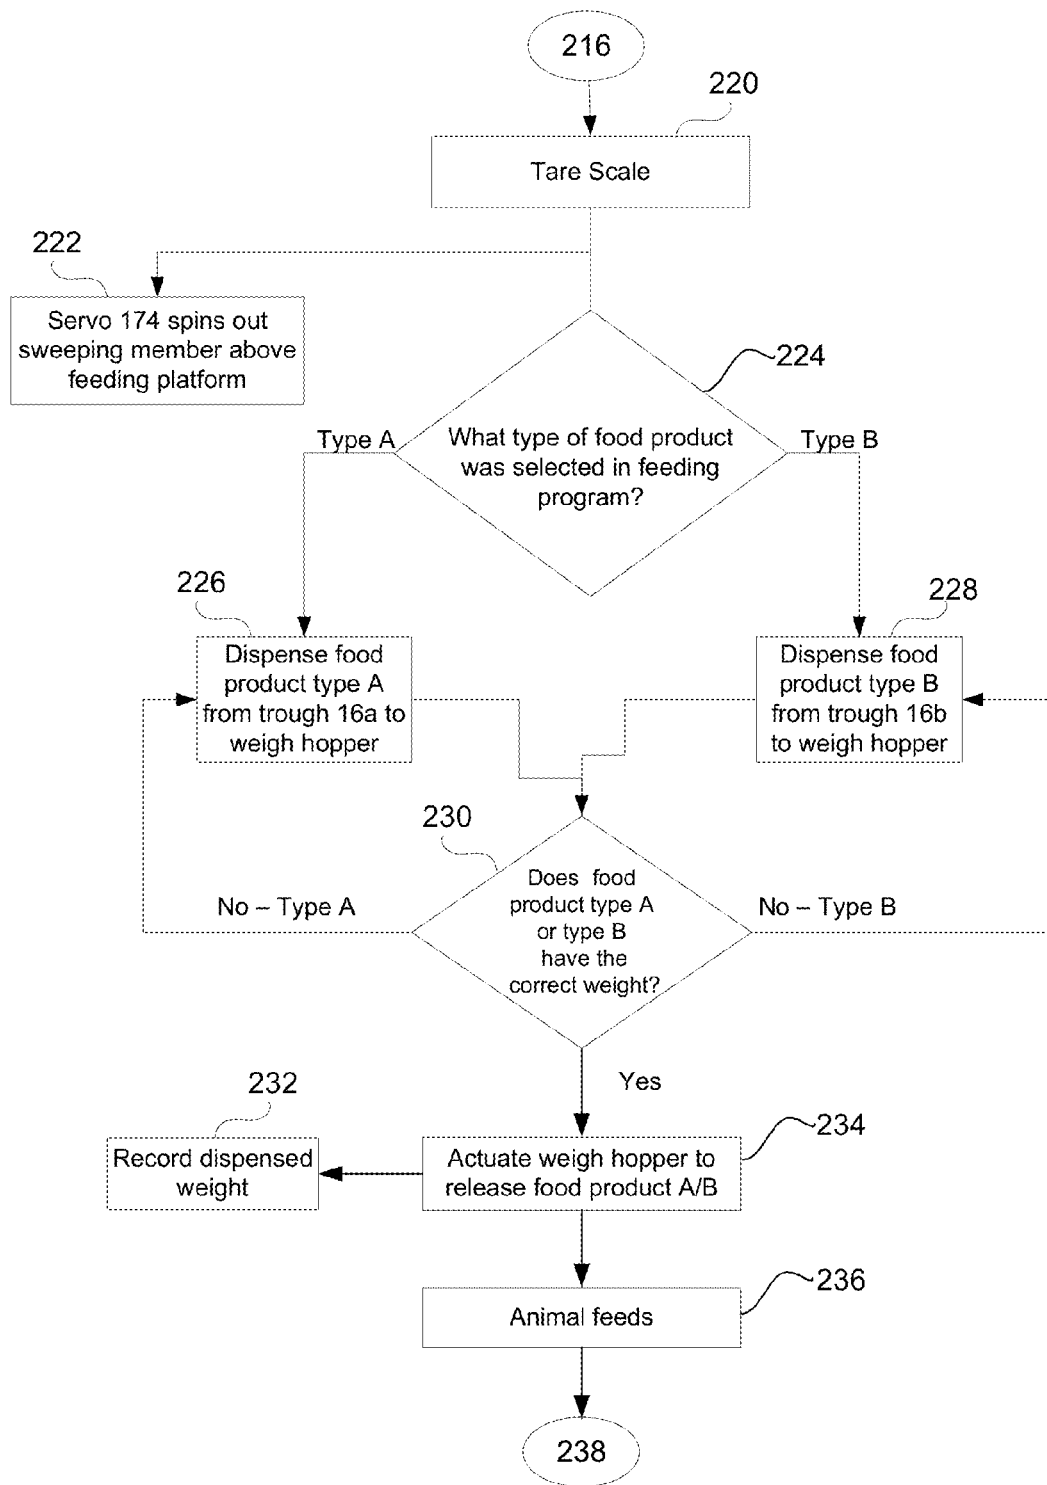 216
220
Tare Scale
222
Servo 174 spins out
sweeping member above
feeding platform
224
Type A
What type of food product
was selected in feeding
program?
Type B
226
Dispense food
product type A
from trough 16a to
weigh hopper
228
Dispense food
product type B
from trough 16b
to weigh hopper
230
Does food
product type A
or type B
have the
correct weight?
No – Type A
No – Type B
Yes
232
Record dispensed
weight
234
Actuate weigh hopper to
release food product A/B
236
Animal feeds
238